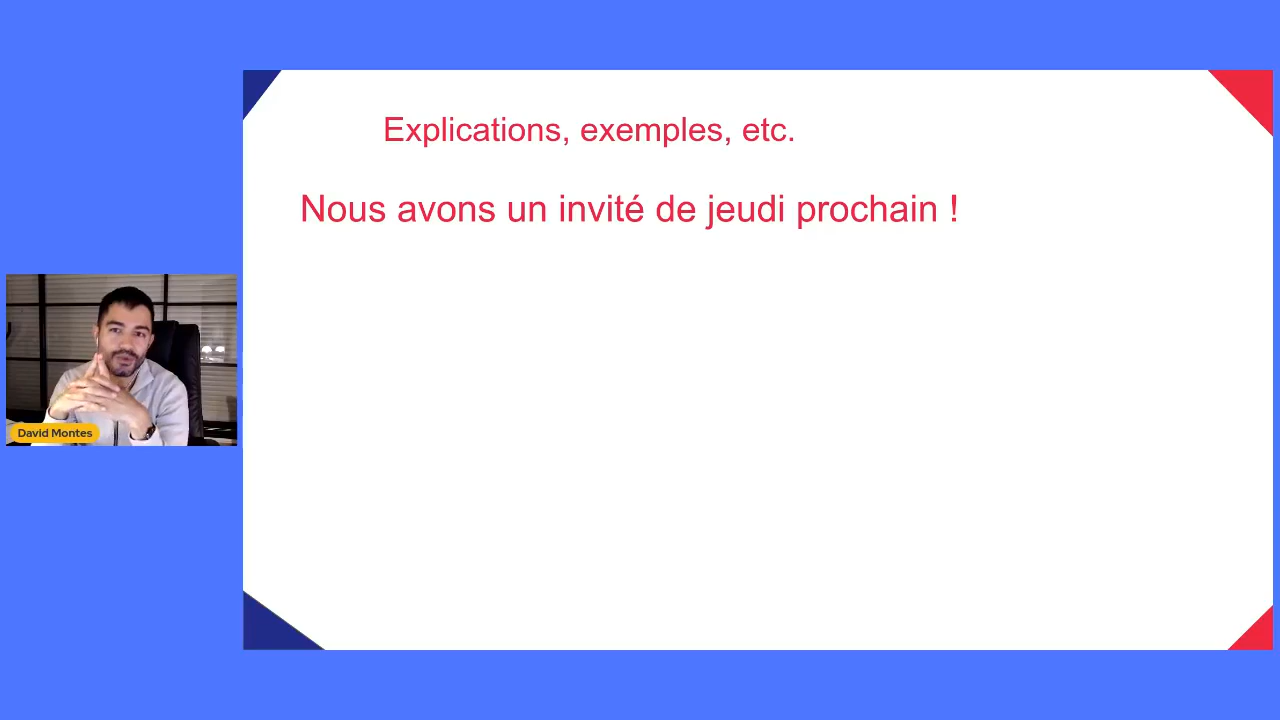 Explications, exemples, etc.
Nous avons un invité de jeudi prochain !
David Montes